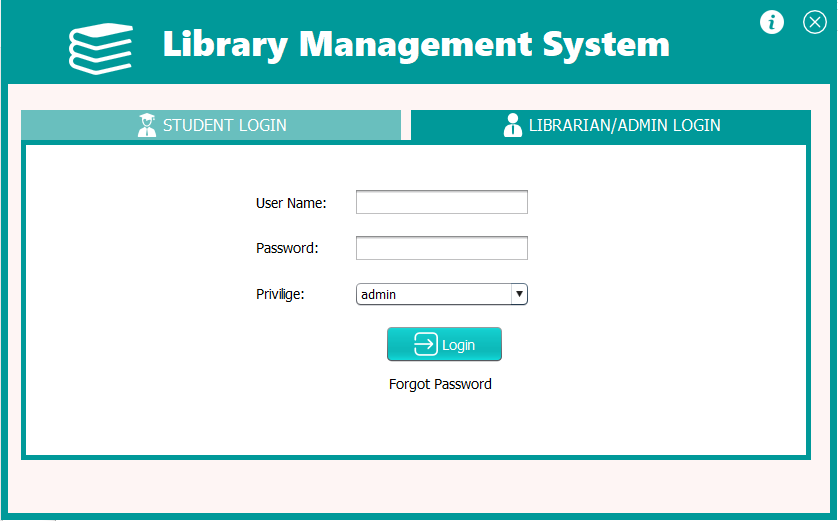 Library Management System
STUDENT LOGIN
LIBRARIAN/ADMIN LOGIN
User Name:
Password:
Privilige:
admin
Login
Forgot Password